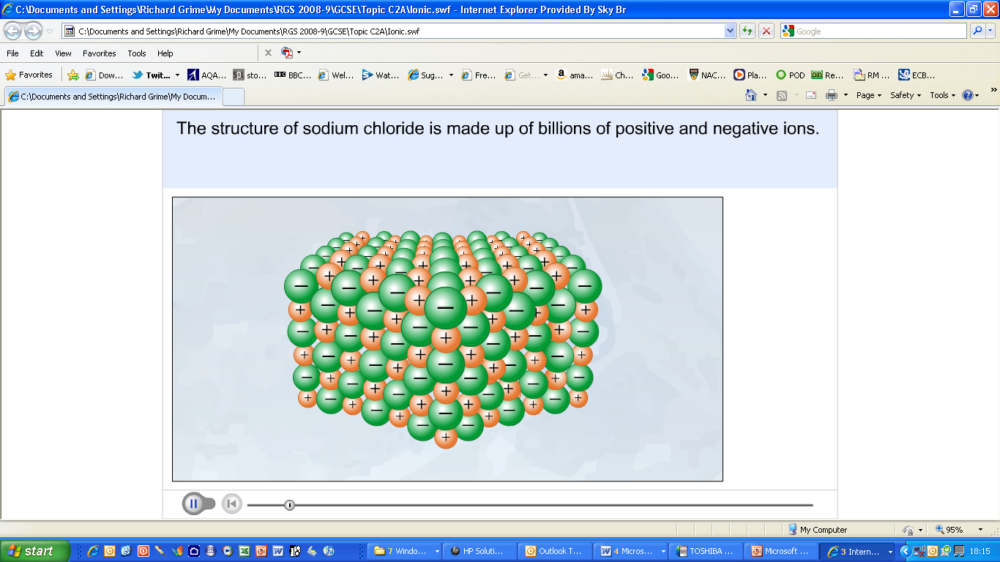 C:\Documents and Settings\Richard Grime\My Documents\RGS 2008-9\GCSE\Topic C2A\Ionic.swf - Internet Explorer Provided By Sky Br
C:\Documents and Settings\Richard Grime\My Documents\RGS 2008-9\GCSE\Topic C2A\Ionic.swf
Google
File Edit View Favorites Tools Help
Favorites Dow... Twit... AQA... sto... BBC... Wel... Wat... Sug... Fre... Get... ama... Ch... Goo... NAC... Pla... POD Re... RM ... ECB...
C:\Documents and Settings\Richard Grime\My Docum...
Page Safety Tools
The structure of sodium chloride is made up of billions of positive and negative ions.
My Computer
95%
start
7 Windo...
HP Soluti...
Outlook T...
4 Micros...
TOSHIBA ...
Microsoft ...
3 Intern...
18:15